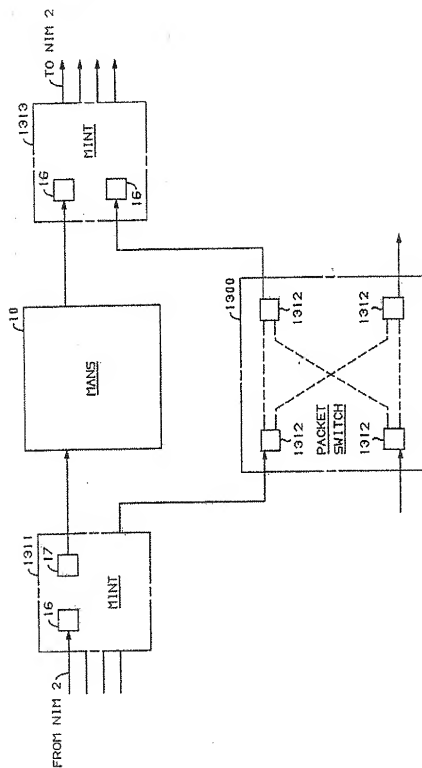 FROM NIM 2
16
17
1311
MINT
10
MANS
1313
16
16
MINT
TO NIM 2
1300
1312
1312
PACKET
SWITCH
1312
1312